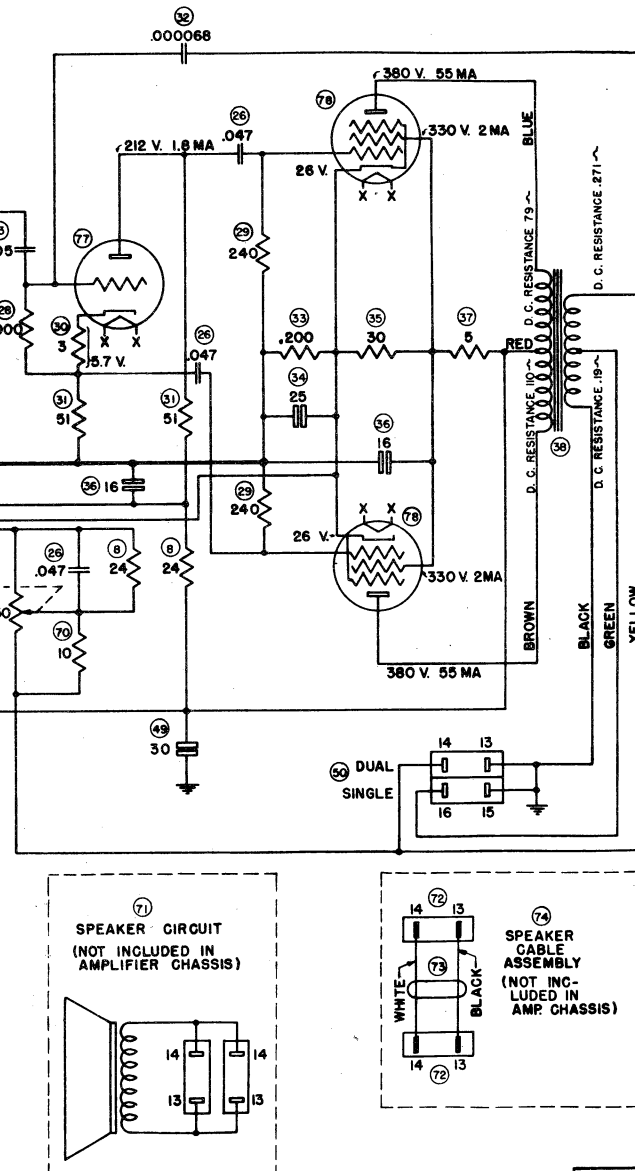 32
.000068
380 V. 55 MA
78
26
.047
330 V. 2 MA
212 V. 1.8 MA
BLUE
26 V.
X X
77
29
240
D. C. RESISTANCE 79 ~
D. C. RESISTANCE .271 ~
28
30
3
X X
5.7 V.
26
.047
33
.200
35
30
37
5
RED
34
25
31
51
31
51
36
16
38
D. C. RESISTANCE 110 ~
D. C. RESISTANCE .19 ~
36 16
29
240
X X
78
26 V.
26
.047
8
24
8
24
330 V. 2MA
70
10
BROWN
BLACK
GREEN
YELLOW
380 V. 55 MA
49
30
14 13
50 DUAL
SINGLE
16 15
71
SPEAKER CIRCUIT
(NOT INCLUDED IN
AMPLIFIER CHASSIS)
14 14
13 13
72
14 13
73
WHITE
BLACK
14 13
72
74
SPEAKER
CABLE
ASSEMBLY
(NOT INC-
LUDED IN
AMP. CHASSIS)